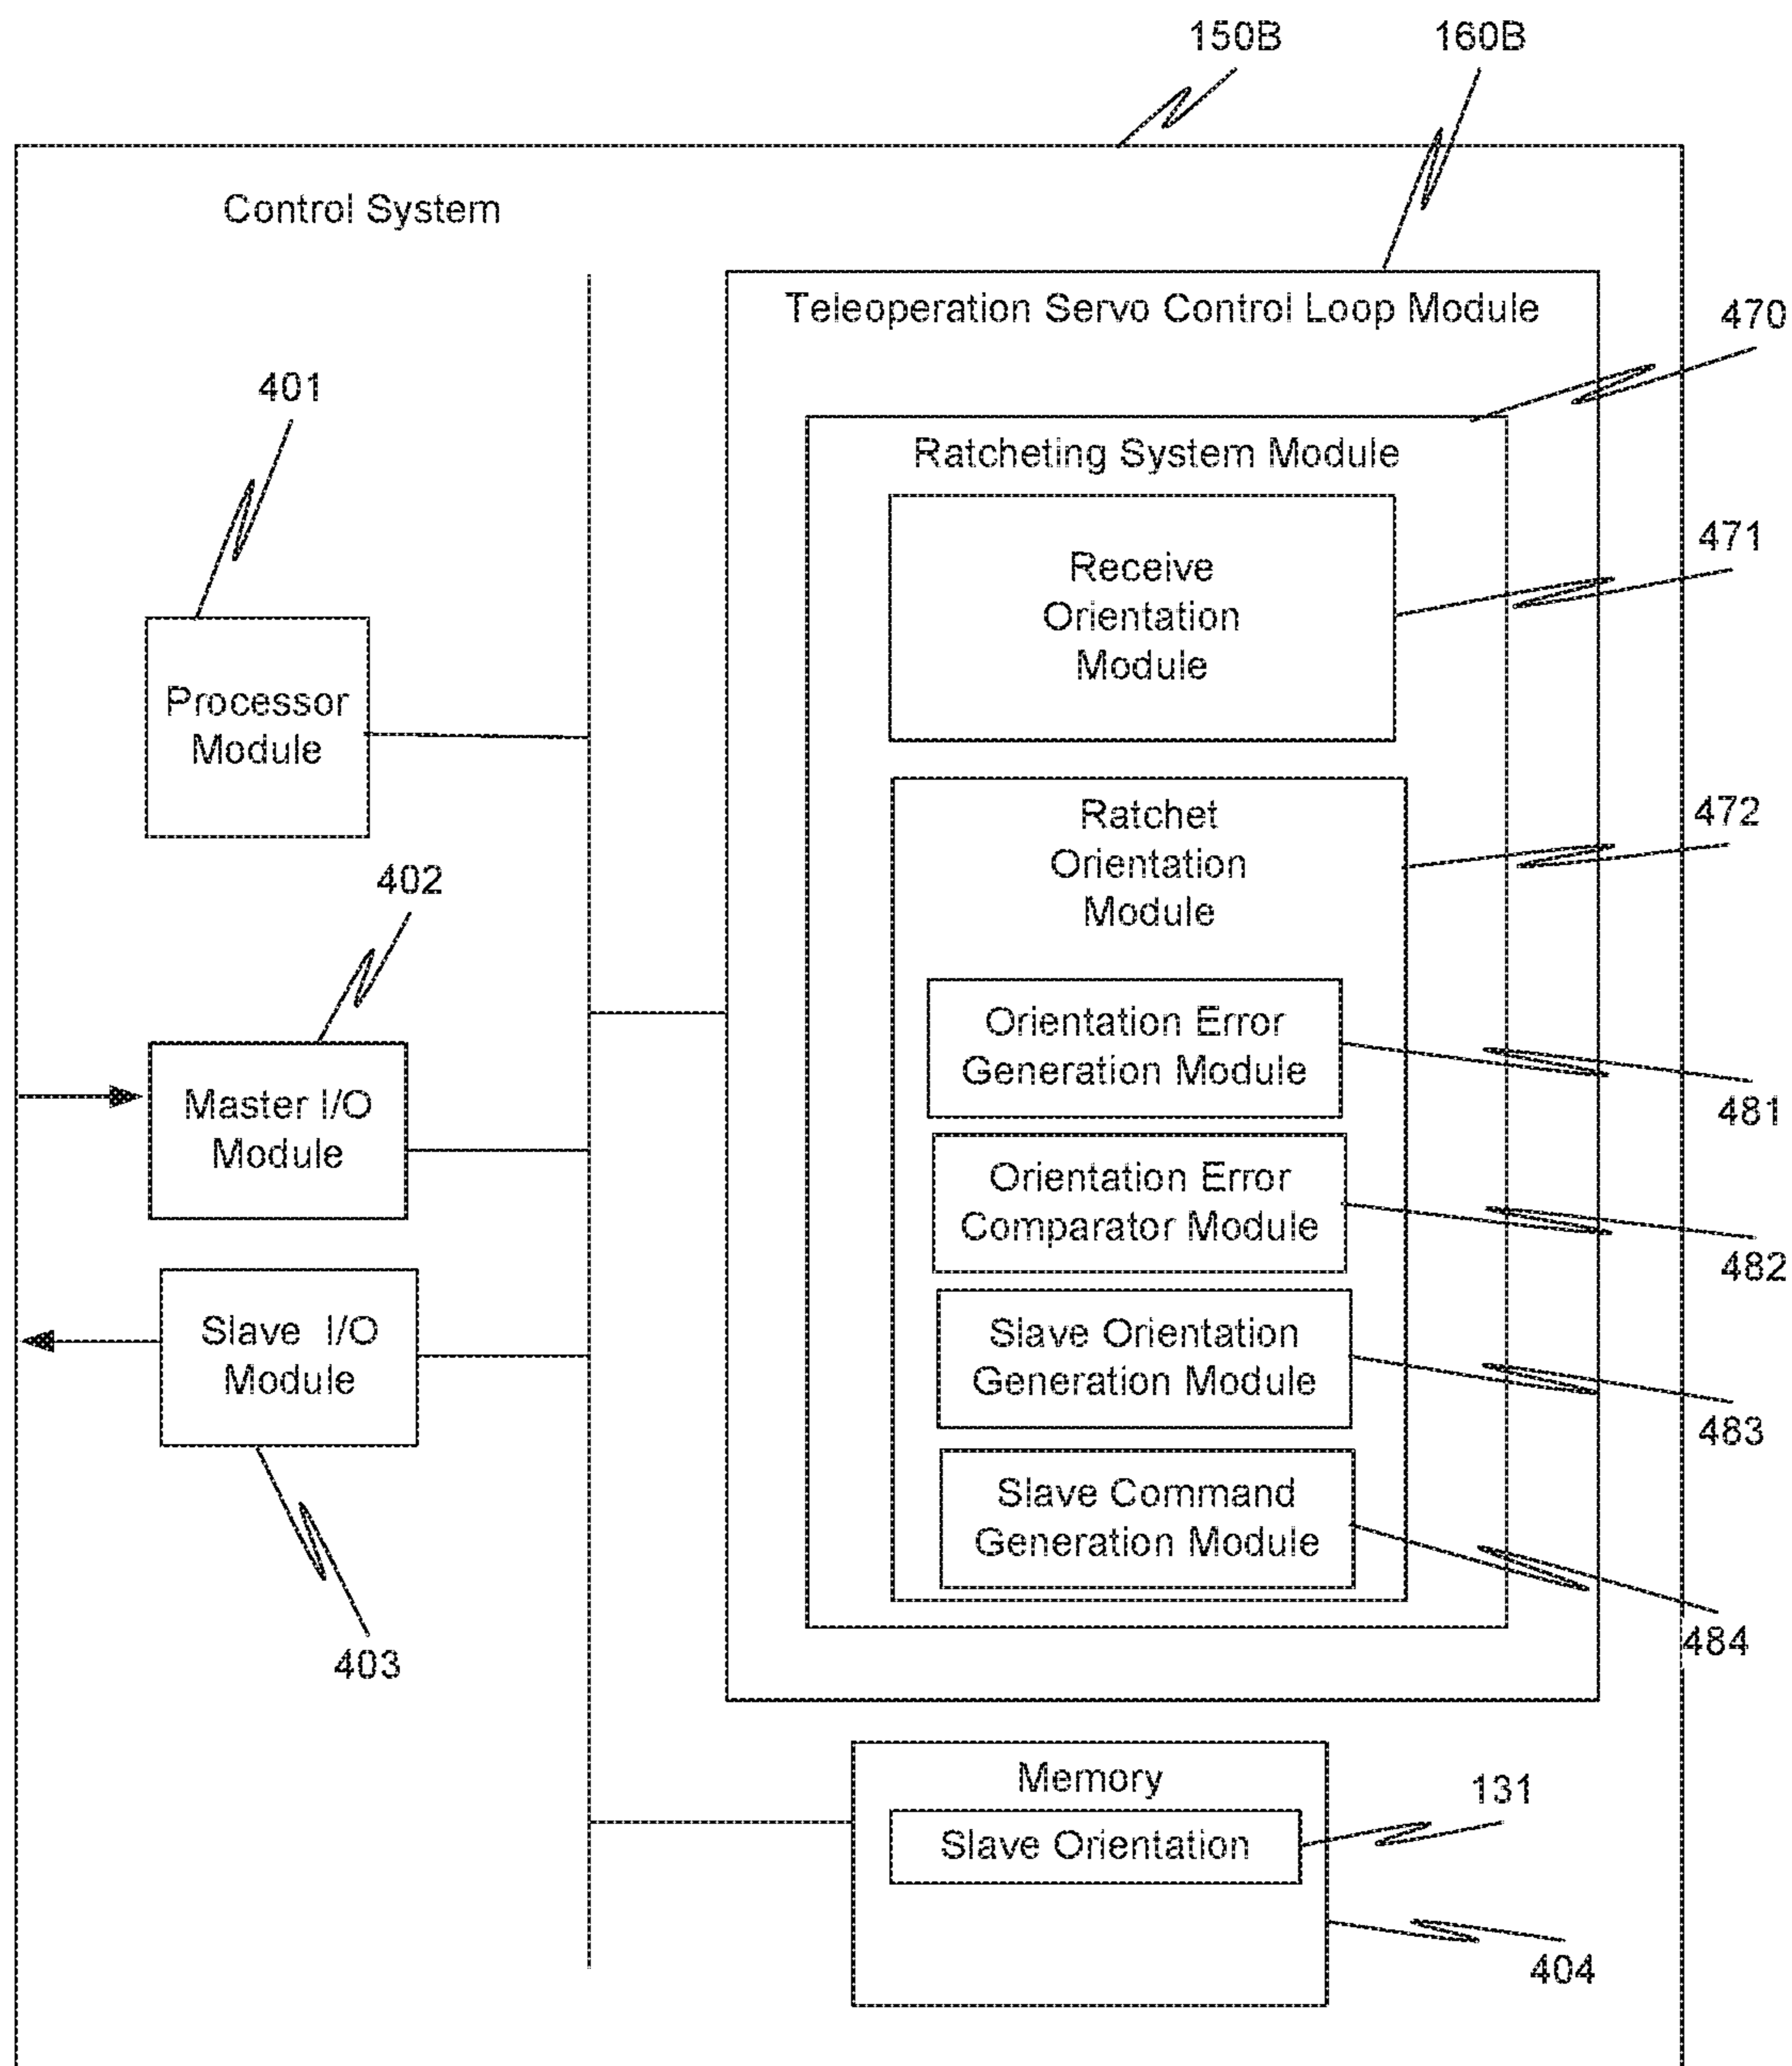 150B
160B
Control System
Teleoperation Servo Control Loop Module
470
401
Ratcheting System Module
471
Receive
Orientation
Module
Processor
Module
472
Ratchet
Orientation
Module
402
Orientation Error
Generation Module
481
Master I/O
Module
Orientation Error
Comparator Module
482
Slave I/O
Module
Slave Orientation
Generation Module
483
Slave Command
Generation Module
484
403
Memory
131
Slave Orientation
404